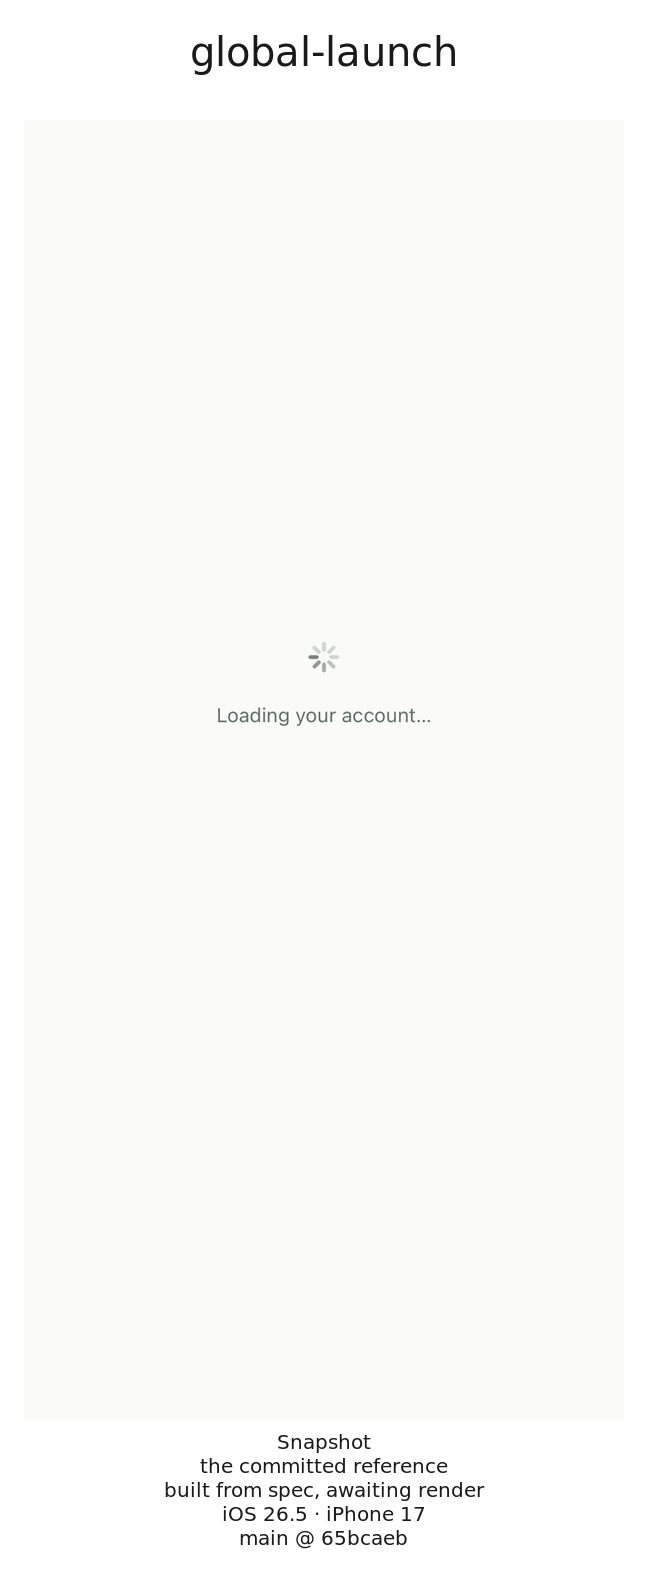 global-launch
Loading your account...
Snapshot
the committed reference
built from spec, awaiting render
iOS 26.5 · iPhone 17
main @ 65bcaeb